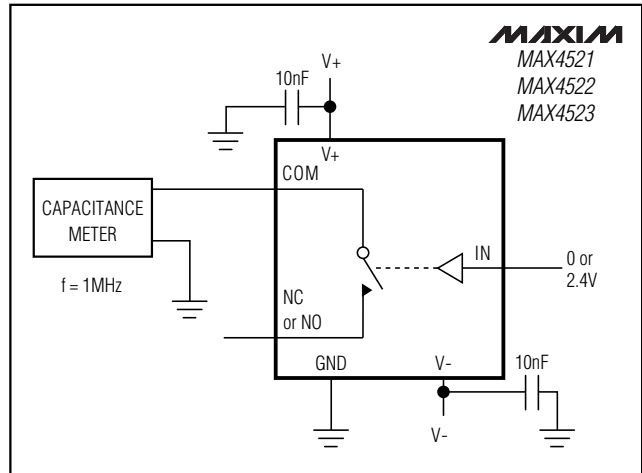 MAXIM
MAX4521
MAX4522
MAX4523
V+
10nF
V+
COM
CAPACITANCE
METER
f = 1MHz
IN
0 or
2.4V
NC
or NO
GND
V-
10nF
V-